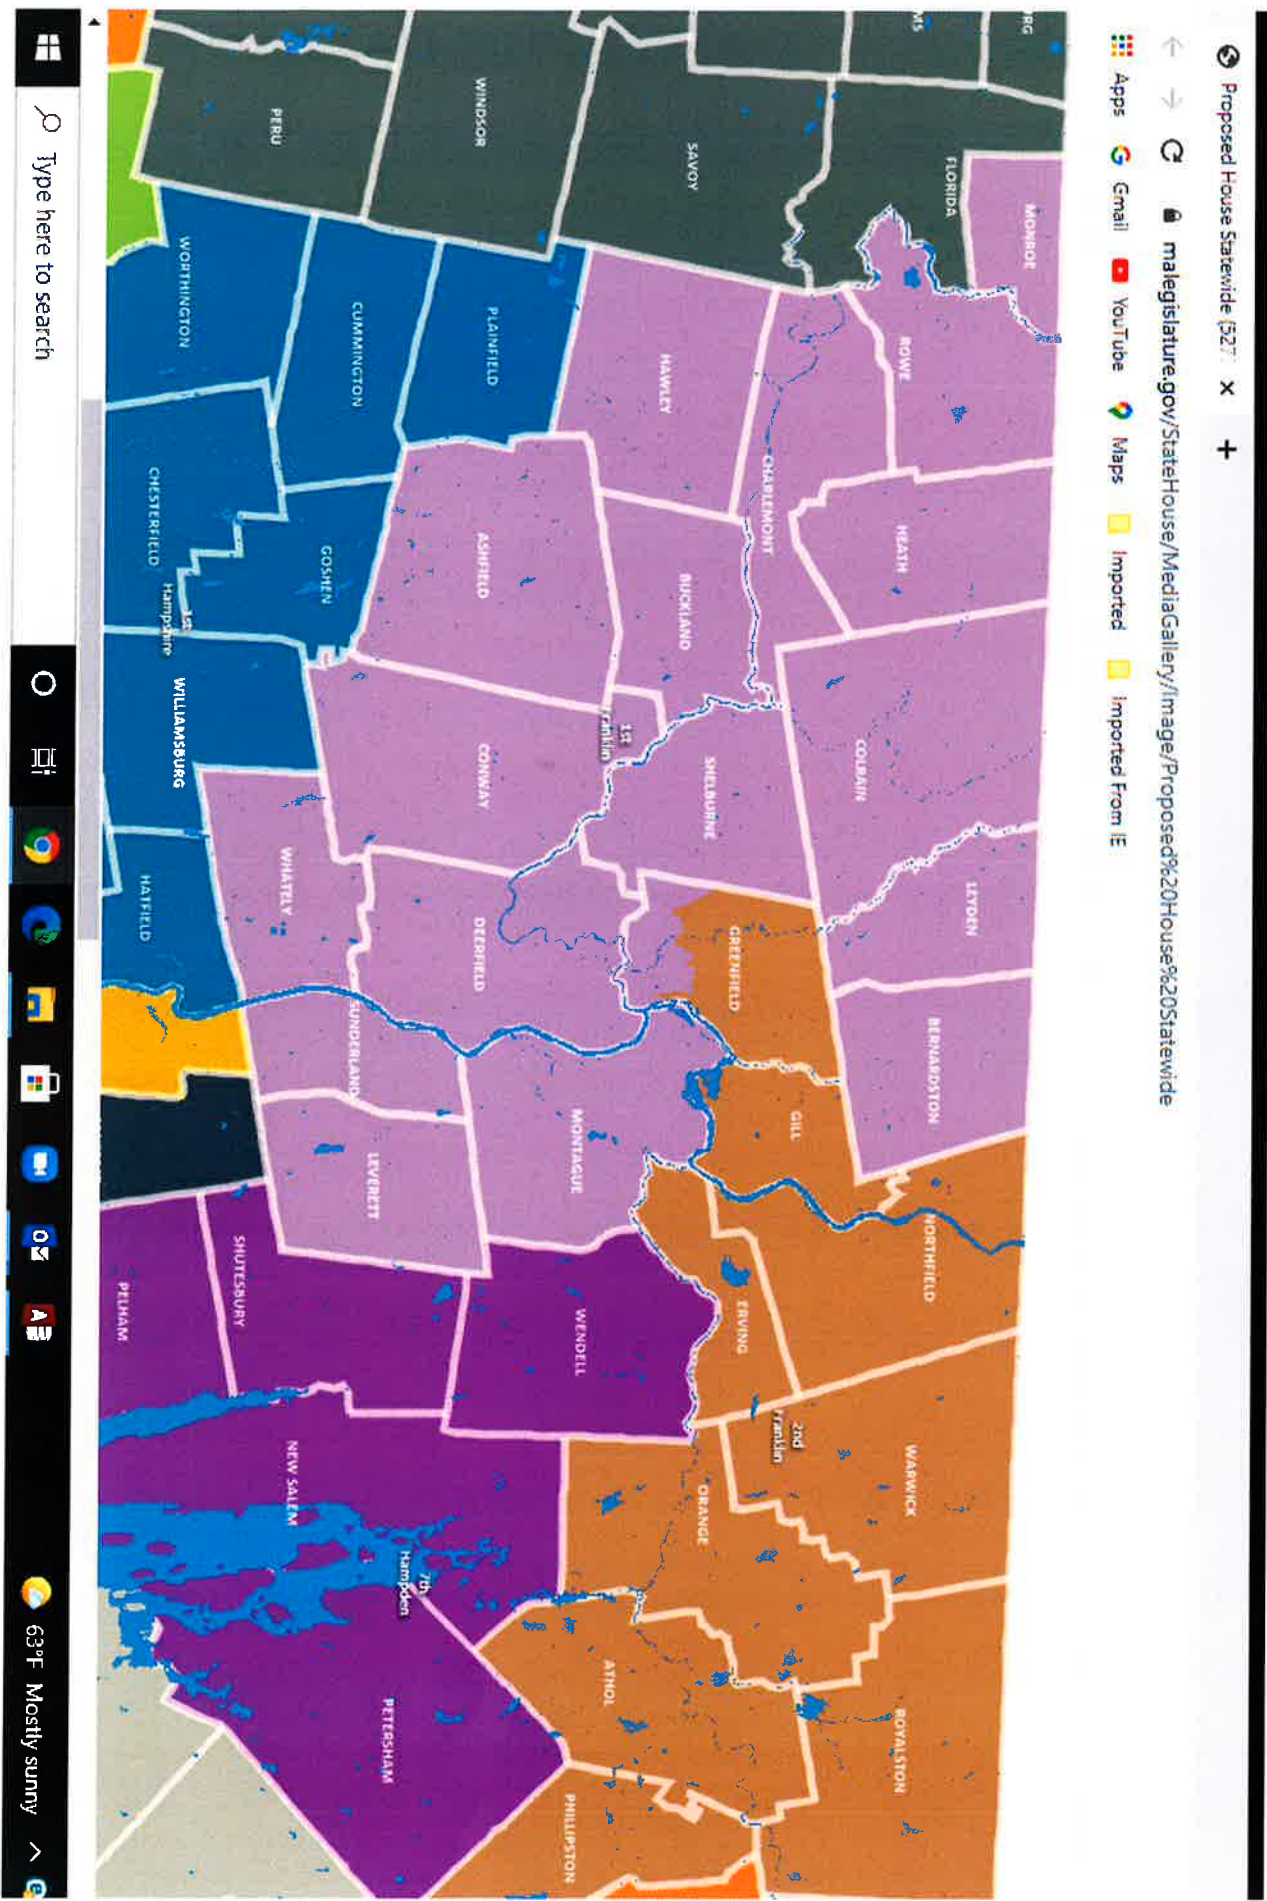 Proposed House Statewide (527
malegislature.gov/StateHouse/MediaGallery/Image/Proposed%20House%20Statewide
Apps Gmail YouTube Maps Imported Imported Imported From IE
RG
MS
MONROE
FLORIDA
ROWE
HEATH
COLRAIN
LEYDEN
BERNARDSTON
NORTHFIELD
WARWICK
ROYALSTON
SAVOY
CHARLEMONT
GREENFIELD
GILL
ERVING
2nd
Franklin
ORANGE
HAWLEY
BUCKLAND
SHELBURNE
1st
Franklin
MONTAGUE
WENDELL
ATHOL
PHILLIPSTON
WINDSOR
PLAINFIELD
ASHFIELD
CONWAY
DEERFIELD
CUMMINGTON
GOSHEN
SUNDERLAND
LEVERETT
7th
Hampden
PETERSHAM
PERU
WHATELY
SHUTESBURY
NEW SALEM
WORTHINGTON
CHESTERFIELD
1st
Hampshire
WILLIAMSBURG
HATFIELD
PELHAM
Type here to search
63°F Mostly sunny